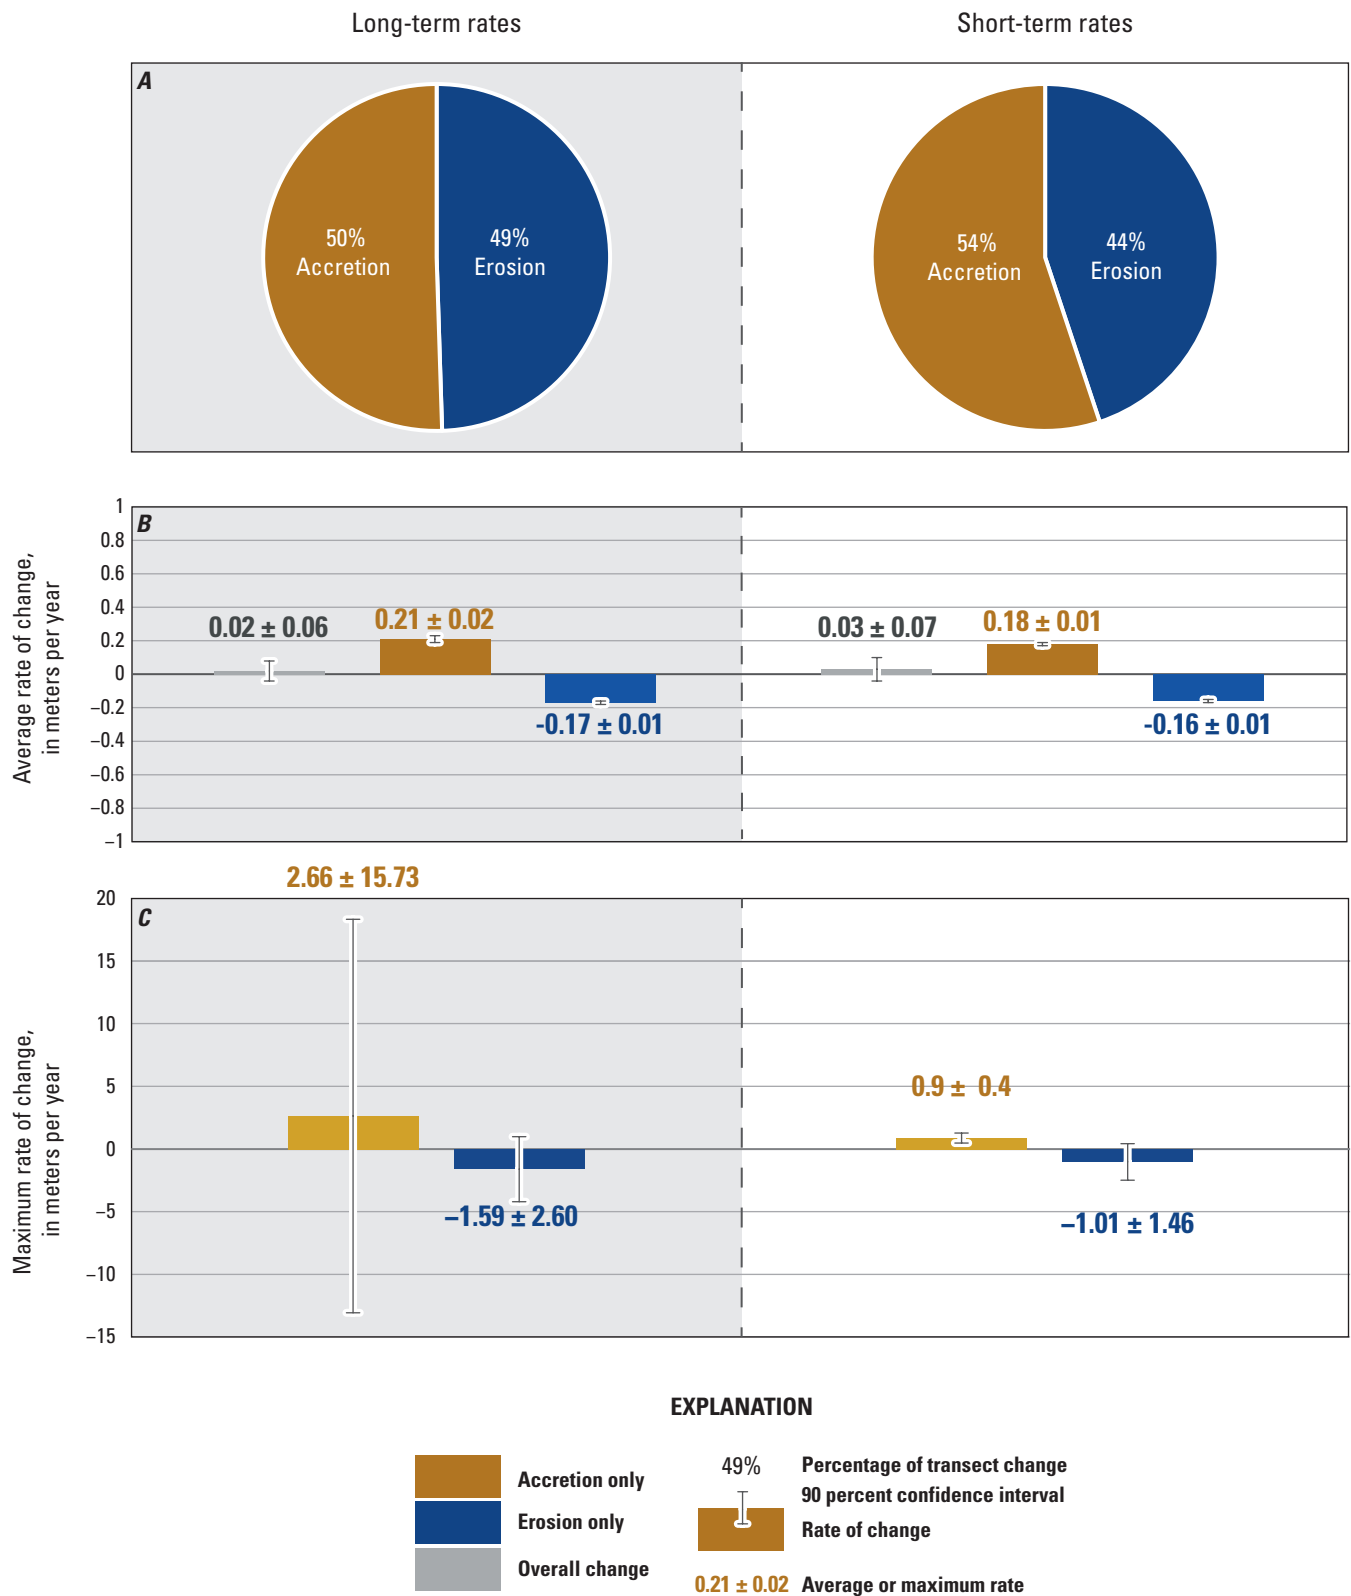 Long-term rates
Short-term rates
A
50%
Accretion
49%
Erosion
54%
Accretion
44%
Erosion
Average rate of change,
in meters per year
1
0.8
0.6
0.4
0.2
0
–0.2
–0.4
–0.6
–0.8
–1
B
0.02 ± 0.06
0.21 ± 0.02
-0.17 ± 0.01
0.03 ± 0.07
0.18 ± 0.01
-0.16 ± 0.01
Maximum rate of change,
in meters per year
20
15
10
5
0
–5
–10
–15
C
2.66 ± 15.73
–1.59 ± 2.60
0.9 ± 0.4
–1.01 ± 1.46
EXPLANATION
Accretion only
Erosion only
Overall change
49%
Percentage of transect change
90 percent confidence interval
Rate of change
0.21 ± 0.02
Average or maximum rate